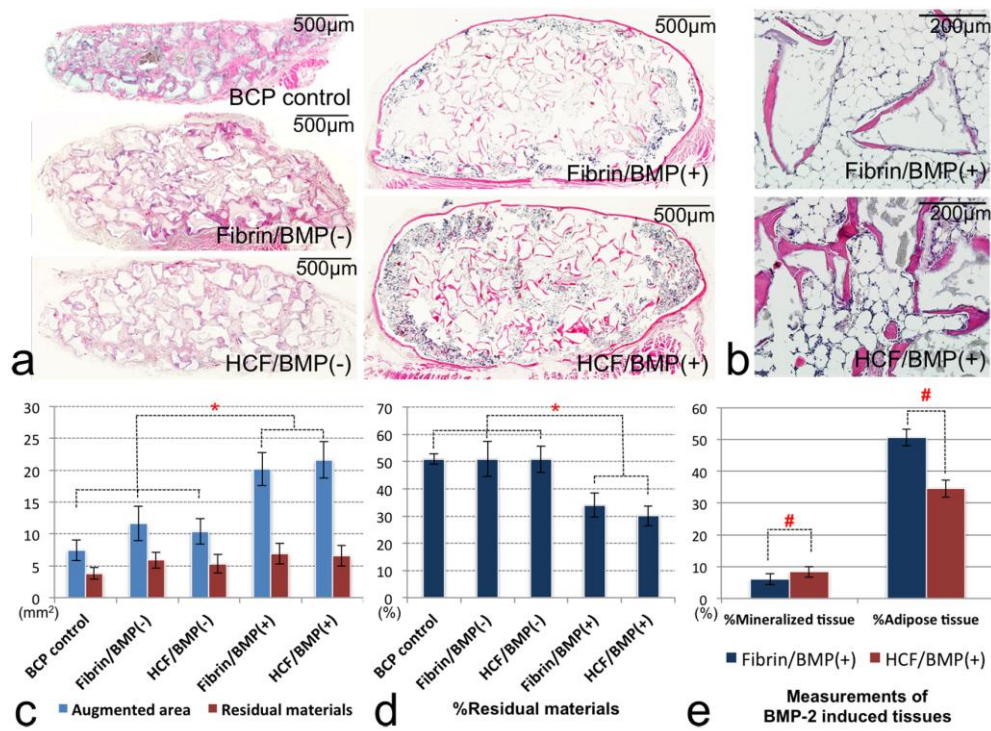 500µm
BCP control
500µm
Fibrin/BMP(-)
500µm
HCF/BMP(-)
a
500µm
Fibrin/BMP(+)
500µm
HCF/BMP(+)
200µm
Fibrin/BMP(+)
200µm
HCF/BMP(+)
b
30
25
20
15
10
5
0
(mm²)
*
BCP control
Fibrin/BMP(-)
HCF/BMP(-)
Fibrin/BMP(+)
HCF/BMP(+)
c
Augmented area
Residual materials
70
60
50
40
30
20
10
0
(%)
*
BCP control
Fibrin/BMP(-)
HCF/BMP(-)
Fibrin/BMP(+)
HCF/BMP(+)
d
%Residual materials
60
50
40
30
20
10
0
(%)
#
#
%Mineralized tissue
%Adipose tissue
Fibrin/BMP(+)
HCF/BMP(+)
e
Measurements of
BMP-2 induced tissues